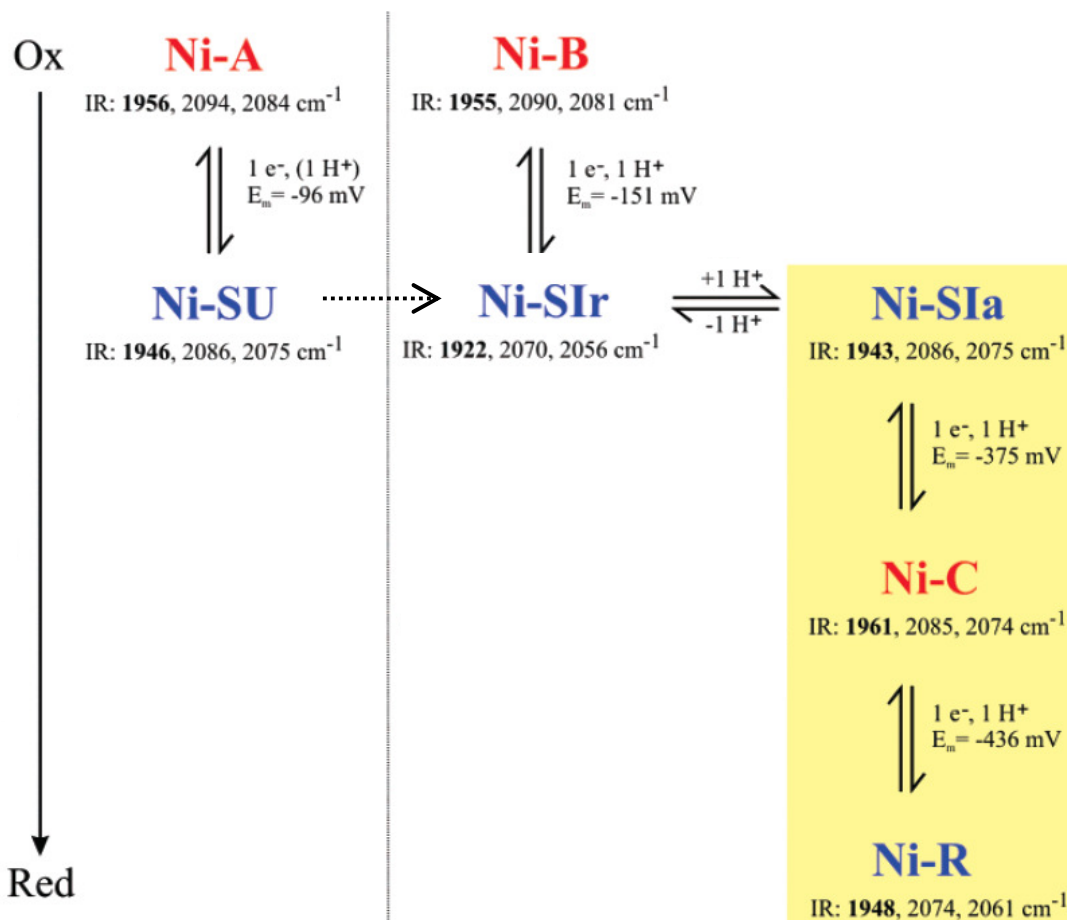 Ox
Ni-A
IR: 1956, 2094, 2084 cm⁻¹
1 e⁻, (1 H⁺)
Eₘ= -96 mV
Ni-SU
IR: 1946, 2086, 2075 cm⁻¹
Ni-B
IR: 1955, 2090, 2081 cm⁻¹
1 e⁻, 1 H⁺
Eₘ= -151 mV
Ni-SIr
IR: 1922, 2070, 2056 cm⁻¹
+1 H⁺
-1 H⁺
Ni-SIa
IR: 1943, 2086, 2075 cm⁻¹
1 e⁻, 1 H⁺
Eₘ= -375 mV
Ni-C
IR: 1961, 2085, 2074 cm⁻¹
1 e⁻, 1 H⁺
Eₘ= -436 mV
Ni-R
IR: 1948, 2074, 2061 cm⁻¹
Red